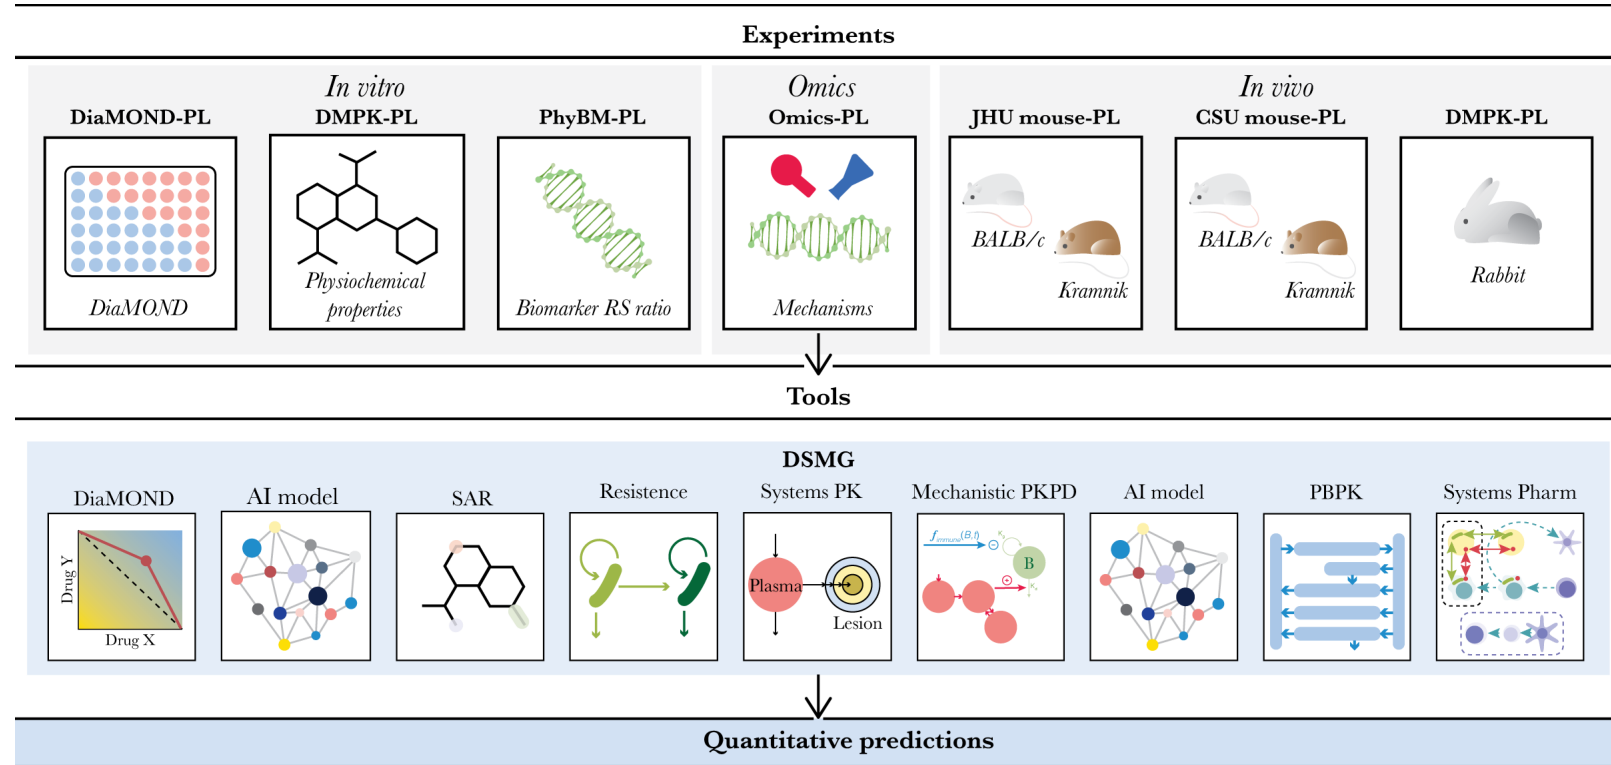 Experiments
In vitro
DiaMOND-PL
DMPK-PL
PhyBM-PL
DiaMOND
Physiochemical
properties
Biomarker RS ratio
Omics
Omics-PL
Mechanisms
In vivo
JHU mouse-PL
CSU mouse-PL
DMPK-PL
BALB/c
Kramnik
BALB/c
Kramnik
Rabbit
Tools
DSMG
DiaMOND
Drug Y
Drug X
AI model
SAR
Resistence
Systems PK
Plasma
Lesion
Mechanistic PKPD
fimmune(B,t)
B
AI model
PBPK
Systems Pharm
Quantitative predictions